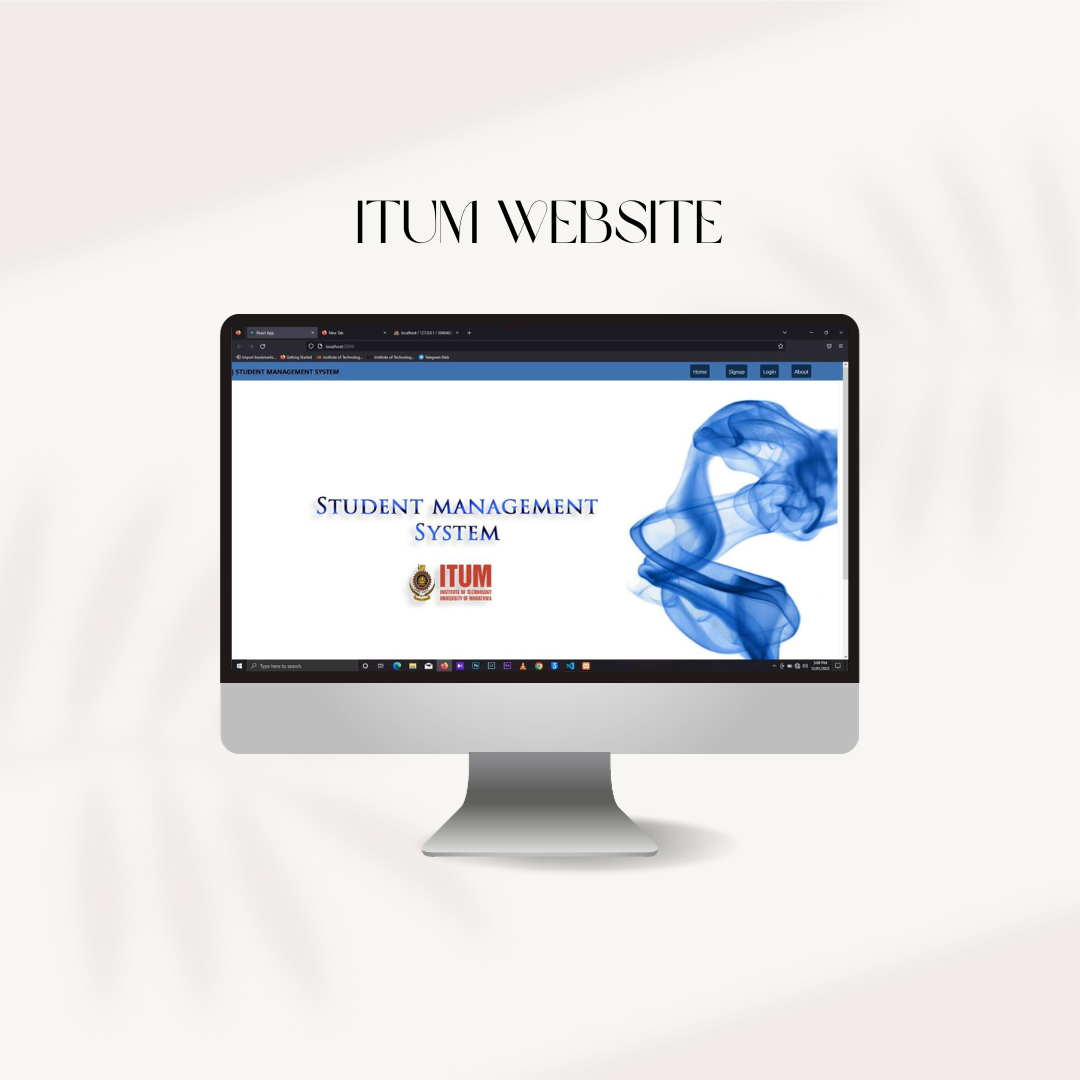 ITUM WEBSITE
React App
New Tab
localhost / 127.0.0.1 /
localhost:3000
Import bookmarks... Getting Started Institute of Technolog... Institute of Technolog... Telegram Web
| STUDENT MANAGEMENT SYSTEM Home Signup Login About
STUDENT MANAGEMENT
SYSTEM
ITUM
INSTITUTE OF TECHNOLOGY
UNIVERSITY OF MORATUWA
Type here to search